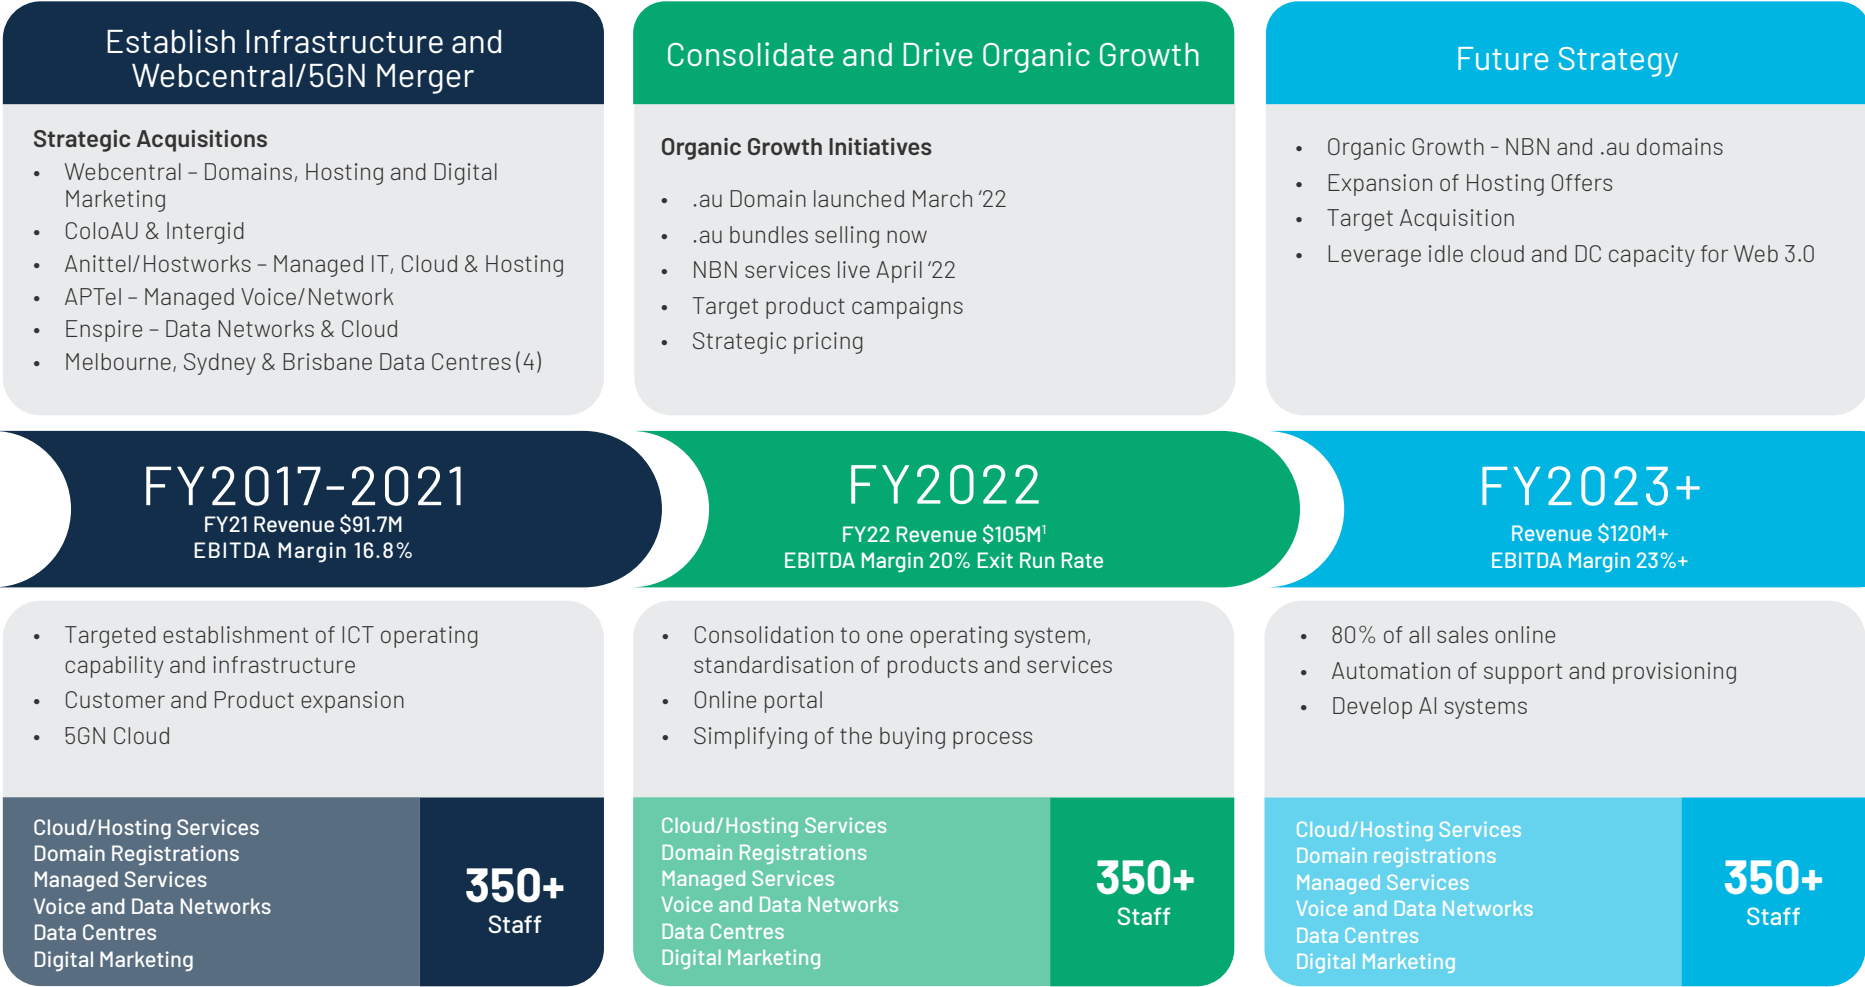 Establish Infrastructure and
Webcentral/5GN Merger
Strategic Acquisitions
• Webcentral – Domains, Hosting and Digital
Marketing
• ColoAU & Intergid
• Anittel/Hostworks – Managed IT, Cloud & Hosting
• APTel – Managed Voice/Network
• Enspire – Data Networks & Cloud
• Melbourne, Sydney & Brisbane Data Centres (4)
Consolidate and Drive Organic Growth
Organic Growth Initiatives
• .au Domain launched March ‘22
• .au bundles selling now
• NBN services live April ‘22
• Target product campaigns
• Strategic pricing
Future Strategy
• Organic Growth - NBN and .au domains
• Expansion of Hosting Offers
• Target Acquisition
• Leverage idle cloud and DC capacity for Web 3.0
FY2017-2021
FY21 Revenue $91.7M
EBITDA Margin 16.8%
FY2022
FY22 Revenue $105M¹
EBITDA Margin 20% Exit Run Rate
FY2023+
Revenue $120M+
EBITDA Margin 23%+
• Targeted establishment of ICT operating
capability and infrastructure
• Customer and Product expansion
• 5GN Cloud
• Consolidation to one operating system,
standardisation of products and services
• Online portal
• Simplifying of the buying process
• 80% of all sales online
• Automation of support and provisioning
• Develop AI systems
Cloud/Hosting Services
Domain Registrations
Managed Services
Voice and Data Networks
Data Centres
Digital Marketing
350+
Staff
Cloud/Hosting Services
Domain Registrations
Managed Services
Voice and Data Networks
Data Centres
Digital Marketing
350+
Staff
Cloud/Hosting Services
Domain registrations
Managed Services
Voice and Data Networks
Data Centres
Digital Marketing
350+
Staff